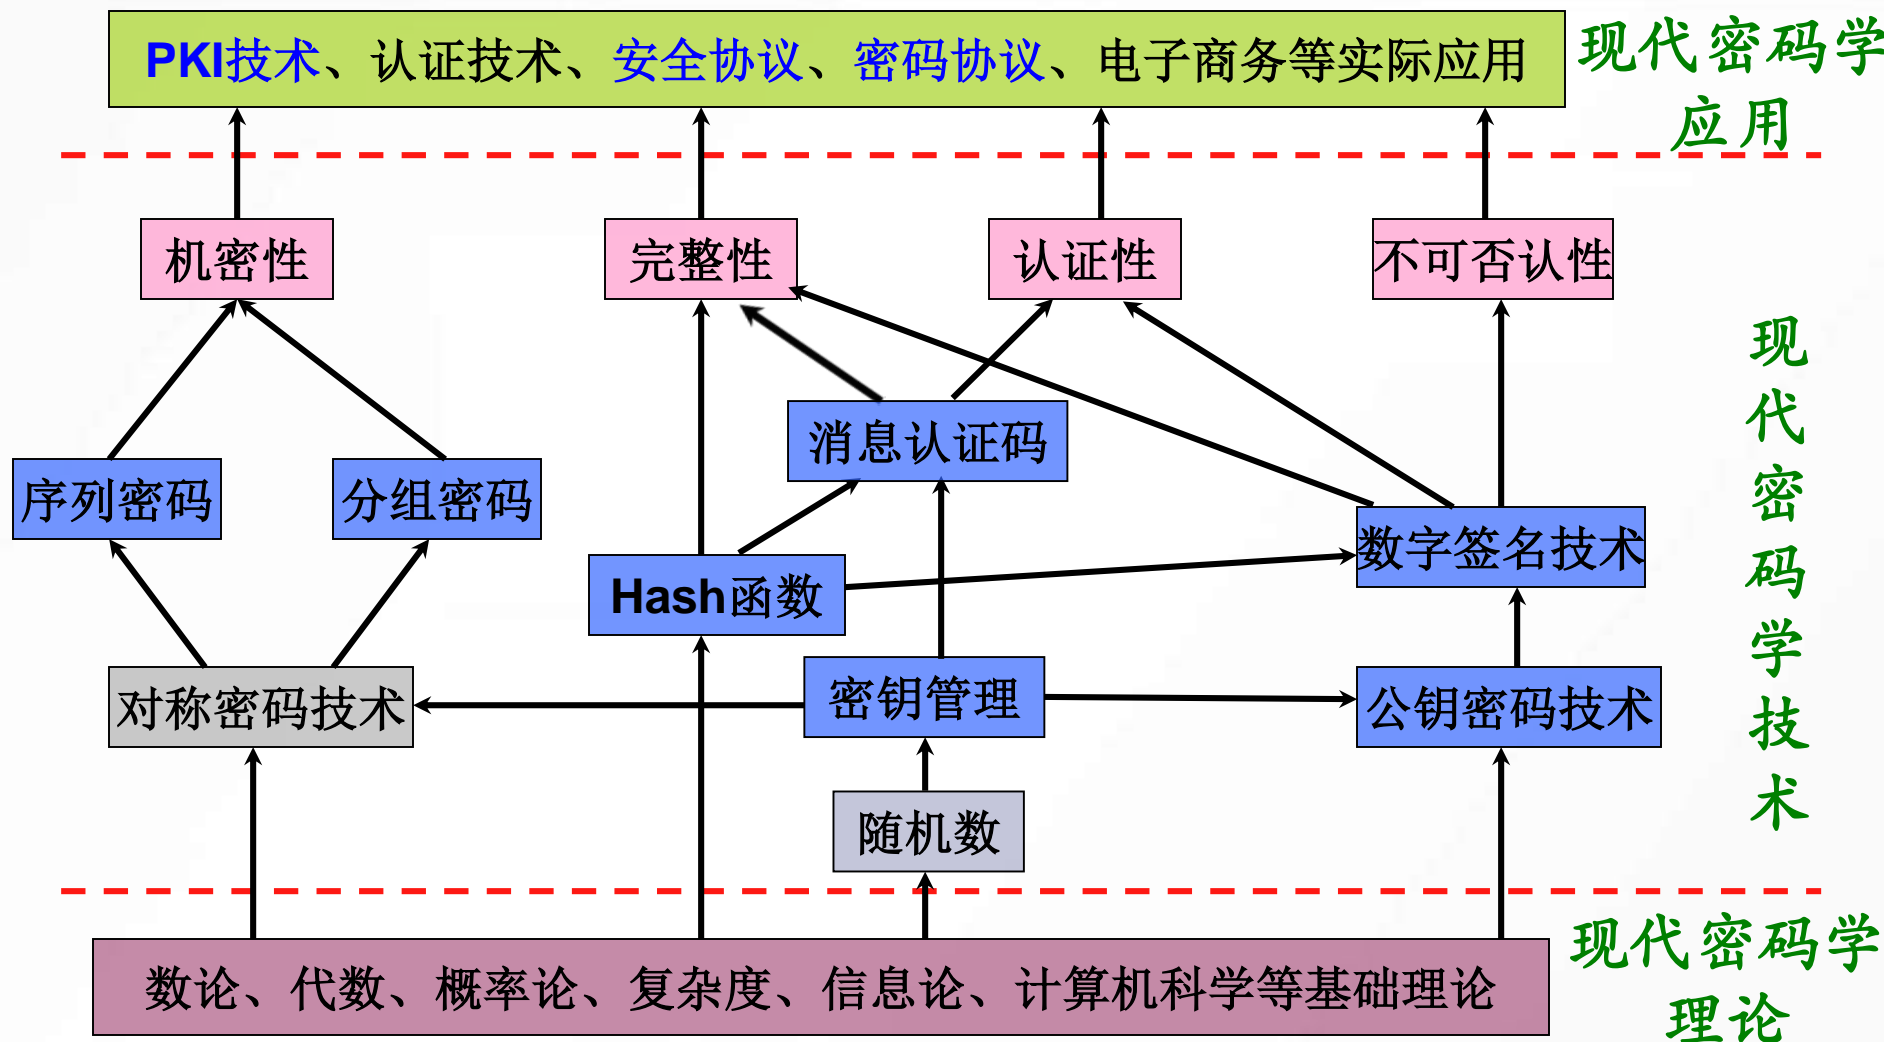 PKI技术、认证技术、安全协议、密码协议、电子商务等实际应用
现代密码学
应用
机密性
完整性
认证性
不可否认性
消息认证码
序列密码
分组密码
数字签名技术
Hash函数
对称密码技术
密钥管理
公钥密码技术
随机数
现
代
密
码
学
技
术
数论、代数、概率论、复杂度、信息论、计算机科学等基础理论
现代密码学
理论